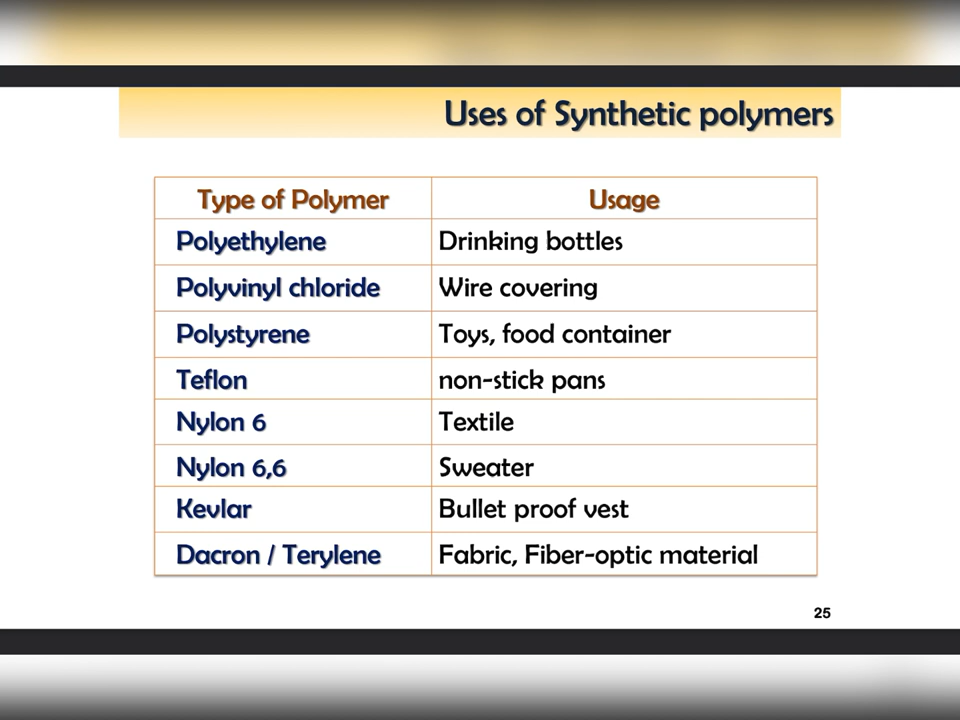 Uses of Synthetic polymers
Type of Polymer Usage
Polyethylene Drinking bottles
Polyvinyl chloride Wire covering
Polystyrene Toys, food container
Teflon non-stick pans
Nylon 6 Textile
Nylon 6,6 Sweater
Kevlar Bullet proof vest
Dacron / Terylene Fabric, Fiber-optic material
25